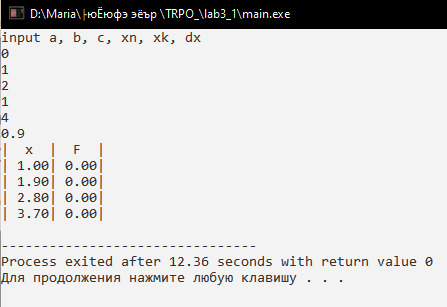 D:\Maria\├юЁюфэ эёър \TRPO_\lab3_1\main.exe
input a, b, c, xn, xk, dx
0
1
2
1
4
0.9
|  x  |  F  |
| 1.00| 0.00|
| 1.90| 0.00|
| 2.80| 0.00|
| 3.70| 0.00|
--------------------------------
Process exited after 12.36 seconds with return value 0
Для продолжения нажмите любую клавишу . . .